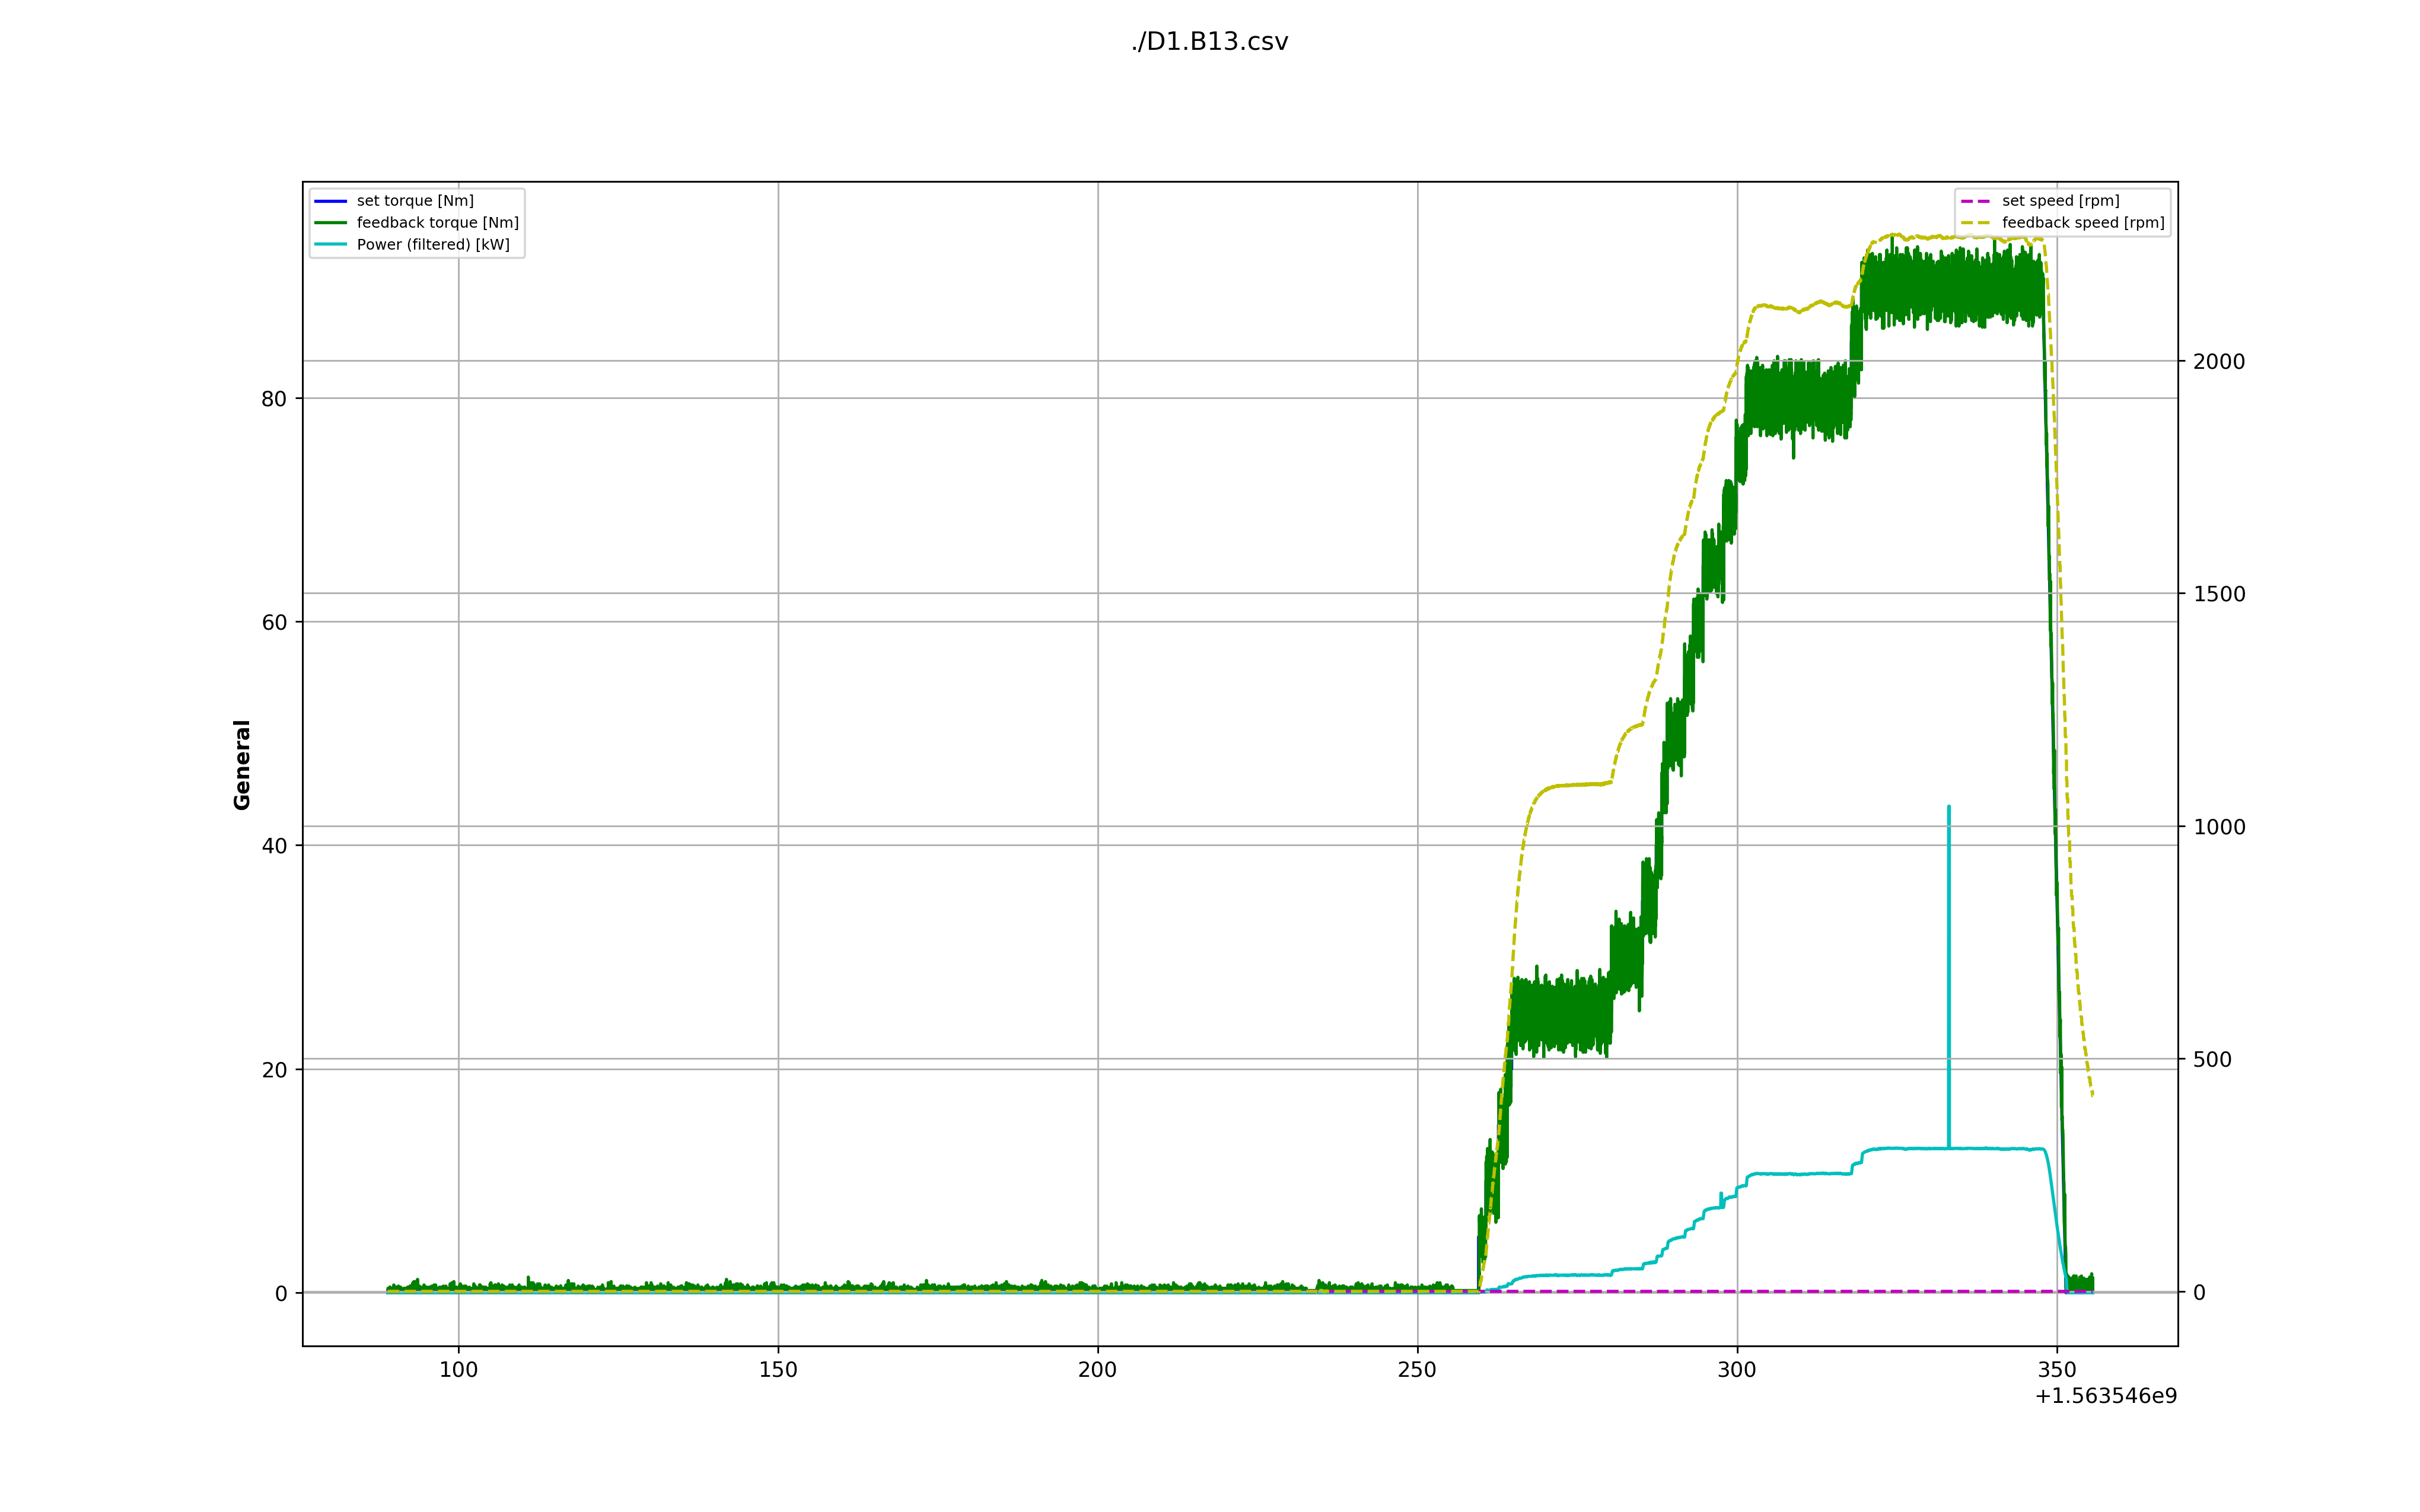 ./D1.B13.csv
set torque [Nm]
feedback torque [Nm]
Power (filtered) [kW]
set speed [rpm]
feedback speed [rpm]
General
80
60
40
20
0
2000
1500
1000
500
0
100 150 200 250 300 350
+1.563546e9